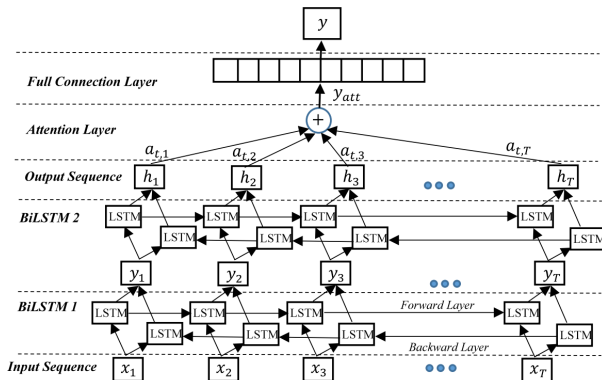 y
Full Connection Layer
y_att
Attention Layer
+
a_t,1 a_t,2 a_t,3 a_t,T
Output Sequence h_1 h_2 h_3 h_T
BiLSTM 2 LSTM LSTM LSTM LSTM
LSTM LSTM LSTM LSTM
y_1 y_2 y_3 y_T
BiLSTM 1 LSTM LSTM LSTM Forward Layer LSTM
LSTM LSTM LSTM Backward Layer LSTM
Input Sequence x_1 x_2 x_3 x_T